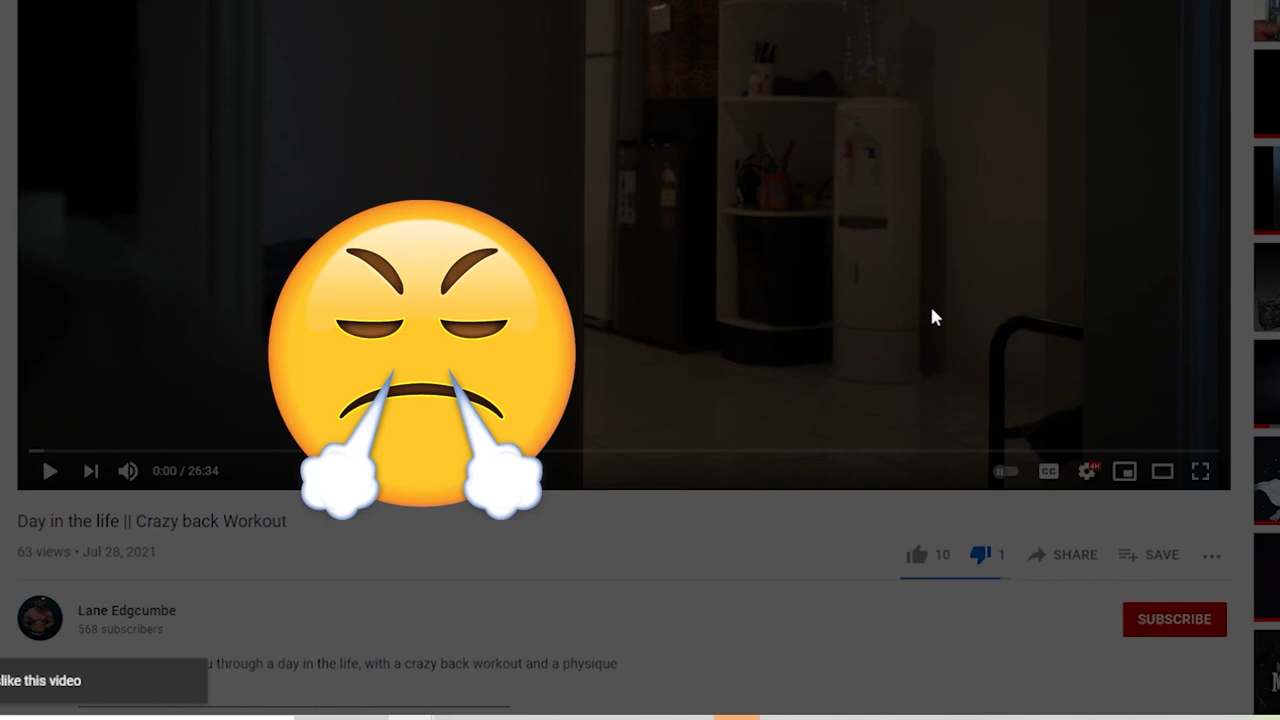 0:00 / 26:34
CC
4K
Day in the life || Crazy back Workout
63 views • Jul 28, 2021
10
1
SHARE
SAVE
Lane Edgcumbe
568 subscribers
SUBSCRIBE
through a day in the life, with a crazy back workout and a physique
like this video